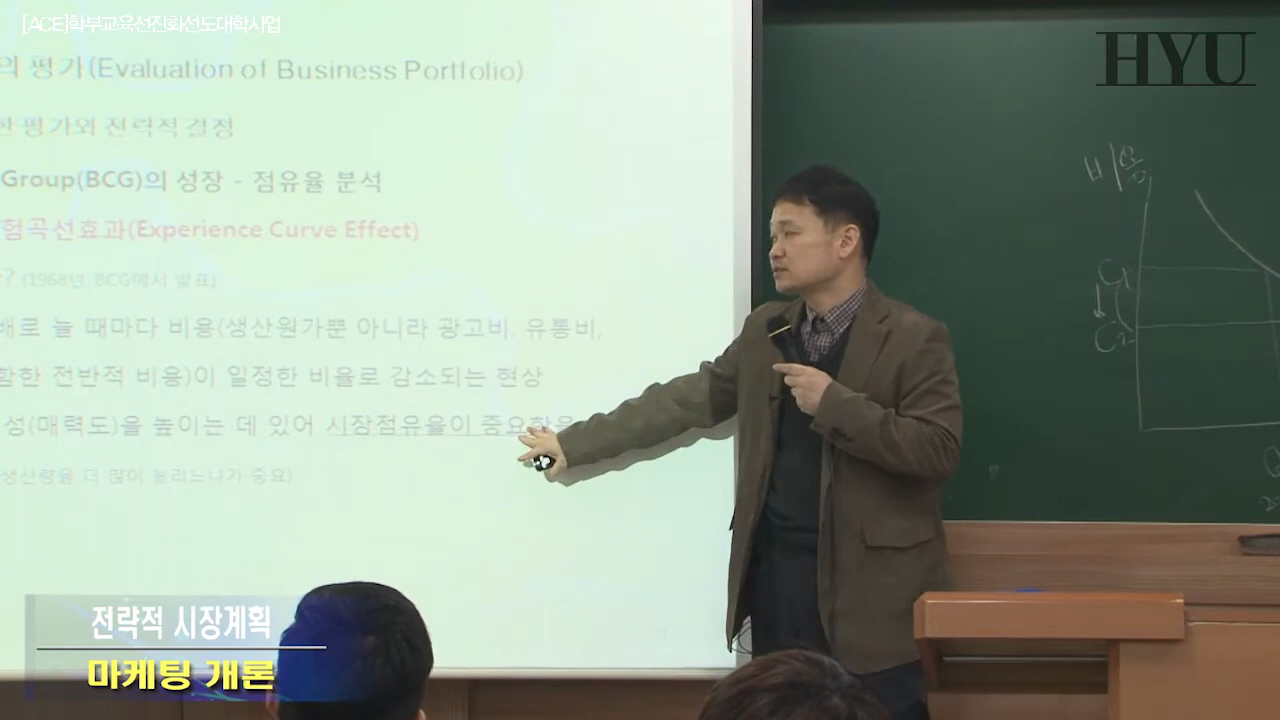 [ACE]학부교육선진화선도대학사업
HYU
의 평가(Evaluation of Business Portfolio)
한 평가와 전략적 결정
Group(BCG)의 성장 - 점유율 분석
험곡선효과(Experience Curve Effect)
? (1968년 BCG에서 발표)
배로 늘 때마다 비용(생산원가뿐 아니라 광고비, 유통비,
함한 전반적 비용)이 일정한 비율로 감소되는 현상
성(매력도)을 높이는 데 있어 시장점유율이 중요함을
생산량을 더 많이 늘리느냐가 중요)
비용
C1
C2
전략적 시장계획
마케팅 개론